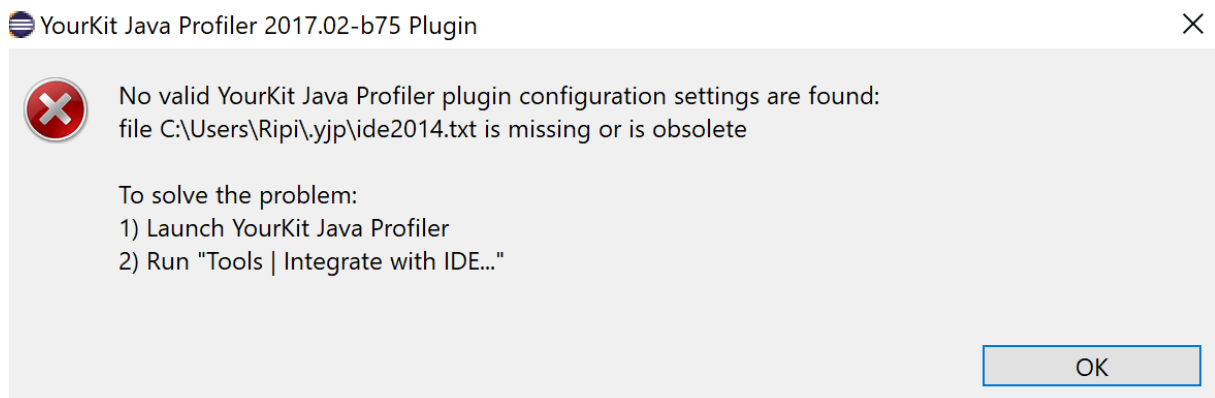 YourKit Java Profiler 2017.02-b75 Plugin
No valid YourKit Java Profiler plugin configuration settings are found:
file C:\Users\Ripi\.yjp\ide2014.txt is missing or is obsolete
To solve the problem:
1) Launch YourKit Java Profiler
2) Run "Tools | Integrate with IDE..."
OK